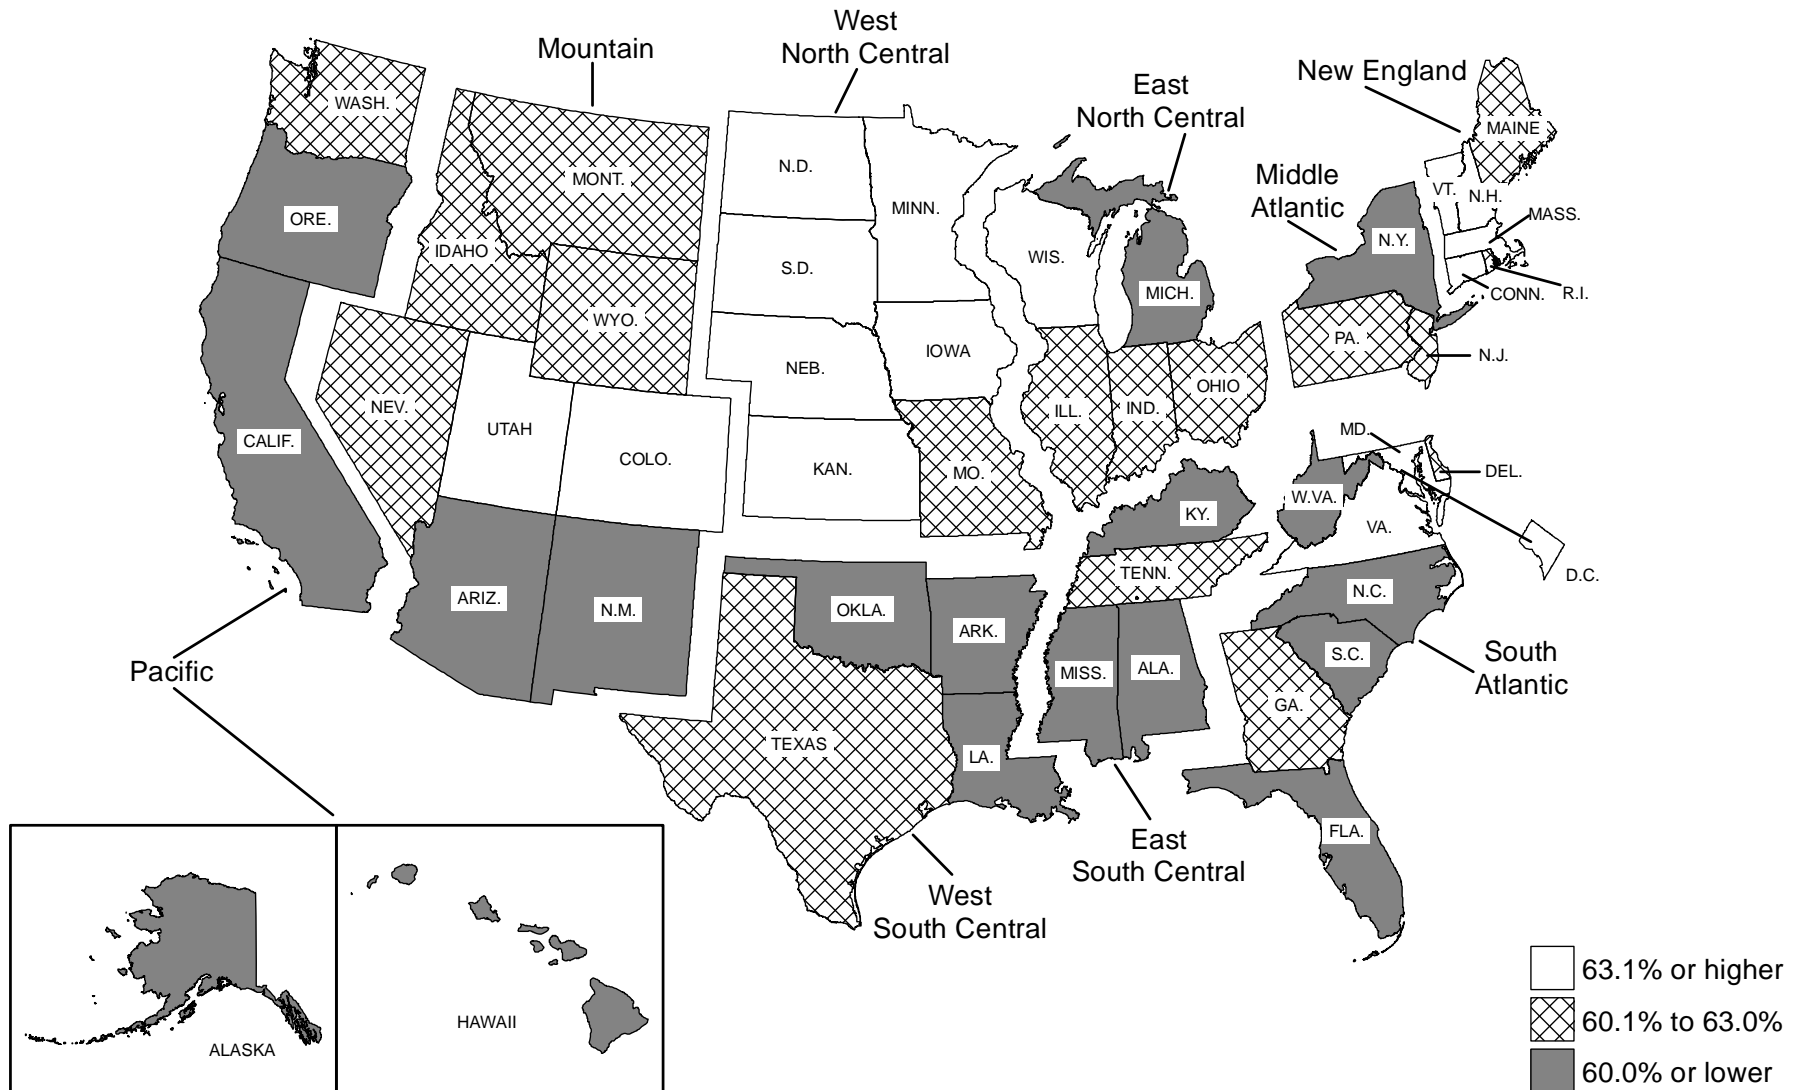 West
North Central
Mountain
East
North Central
New England
WASH.
MAINE
N.D.
MONT.
MINN.
Middle
Atlantic
VT.
N.H.
MASS.
ORE.
IDAHO
N.Y.
S.D.
WIS.
MICH.
CONN.
R.I.
WYO.
PA.
N.J.
IOWA
NEB.
OHIO
NEV.
ILL.
IND.
UTAH
MD.
CALIF.
COLO.
KAN.
MO.
DEL.
W.VA.
KY.
VA.
TENN.
D.C.
ARIZ.
N.M.
OKLA.
ARK.
N.C.
S.C.
South
Atlantic
Pacific
MISS.
ALA.
GA.
TEXAS
LA.
FLA.
East
South Central
West
South Central
ALASKA
HAWAII
63.1% or higher
60.1% to 63.0%
60.0% or lower